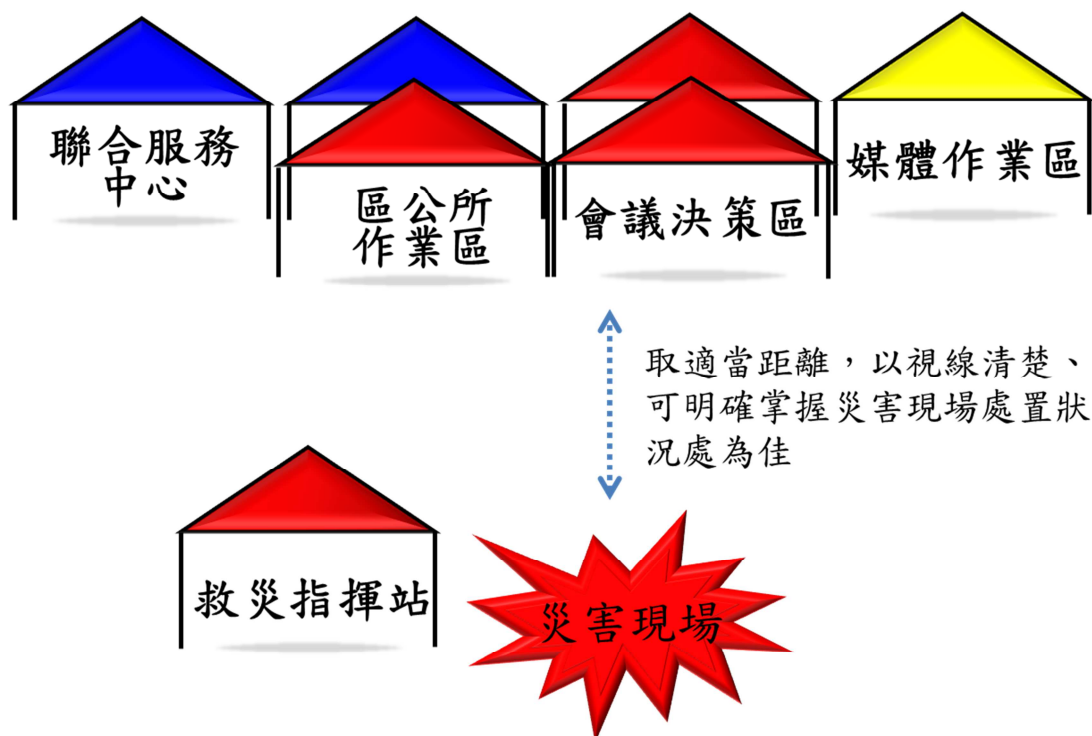 聯合服務
中心
區公所
作業區
會議決策區
媒體作業區
取適當距離，以視線清楚、
可明確掌握災害現場處置狀
況處為佳
救災指揮站
災害現場